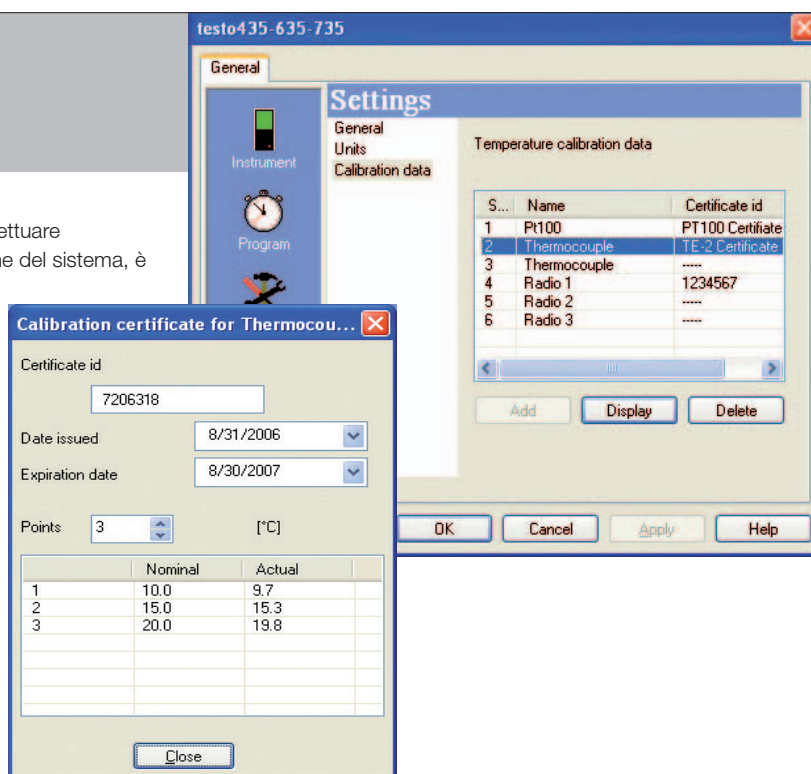 testo435-635-735
General
Settings
Instrument
Program
General
Units
Calibration data
Temperature calibration data
S... Name Certificate id
1 Pt100 PT100 Certifiate
2 Thermocouple TE-2 Certificate
3 Thermocouple -----
4 Radio 1 1234567
5 Radio 2 -----
6 Radio 3 -----
Add Display Delete
OK Cancel Apply Help
ettuare
ne del sistema, è
Calibration certificate for Thermocou...
Certificate id
7206318
Date issued 8/31/2006
Expiration date 8/30/2007
Points 3 [°C]
Nominal Actual
1 10.0 9.7
2 15.0 15.3
3 20.0 19.8
Close